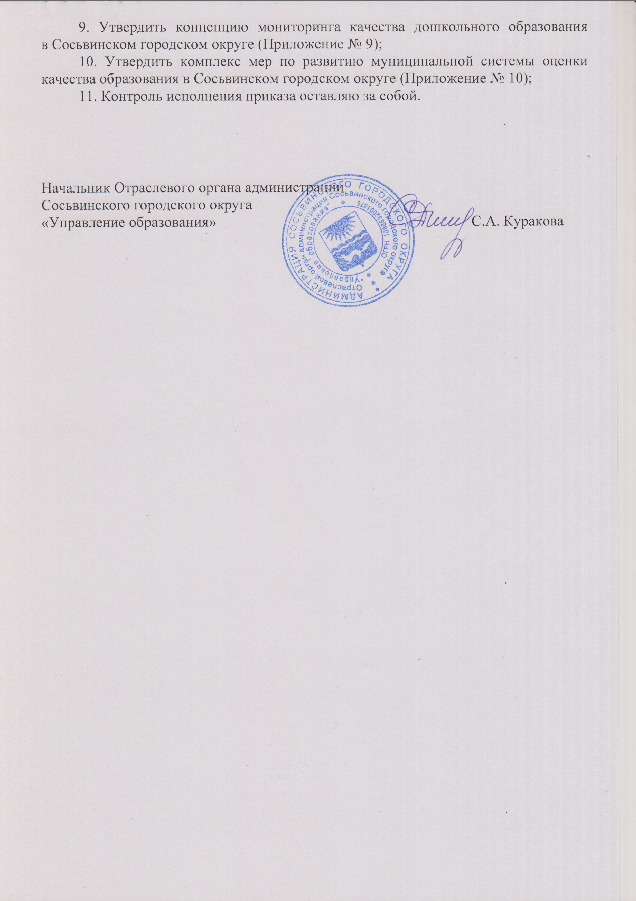 9. Утвердить концепцию мониторинга качества дошкольного образования
в Сосьвинском городском округе (Приложение № 9);
10. Утвердить комплекс мер по развитию муниципальной системы оценки
качества образования в Сосьвинском городском округе (Приложение № 10);
11. Контроль исполнения приказа оставляю за собой.
Начальник Отраслевого органа администрации
Сосьвинского городского округа
«Управление образования»
С.А. Куракова
АДМИНИСТРАЦИЯ СОСЬВИНСКОГО ГОРОДСКОГО ОКРУГА
Отраслевой орган администрации Сосьвинского городского округа
"Управление образования"